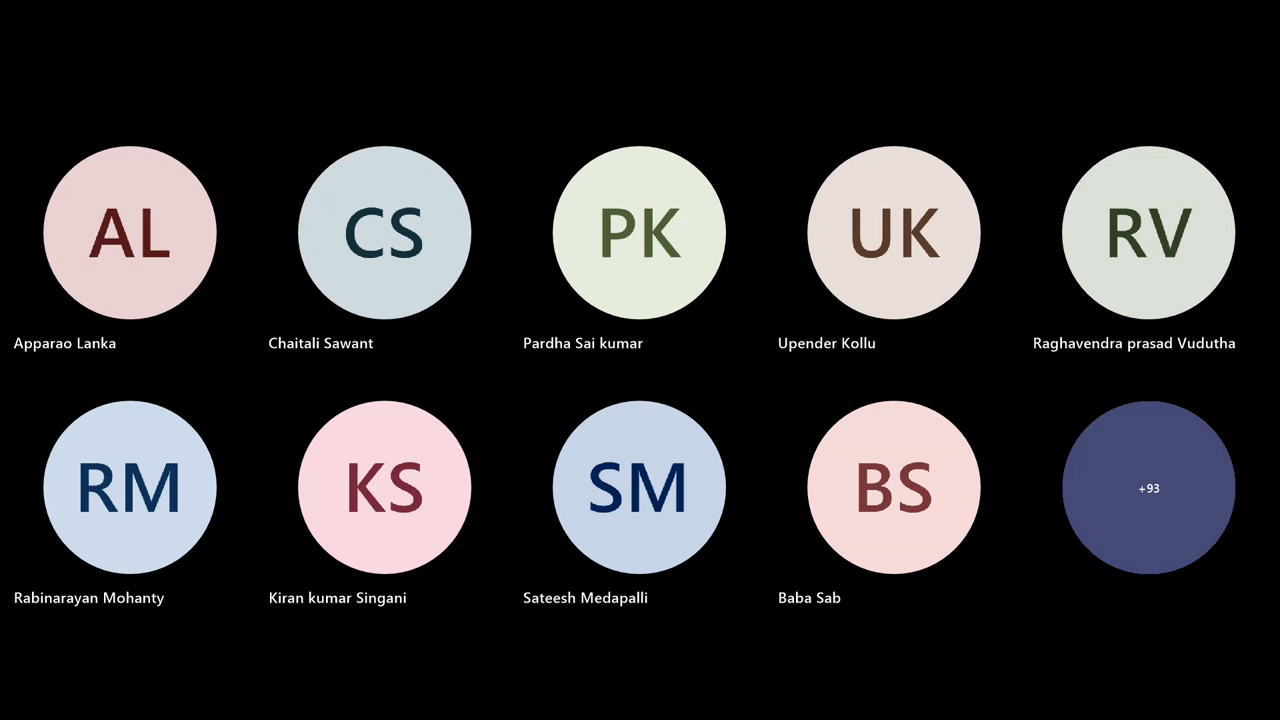 AL
CS
PK
UK
RV
Apparao Lanka
Chaitali Sawant
Pardha Sai kumar
Upender Kollu
Raghavendra prasad Vudutha
RM
KS
SM
BS
+93
Rabinarayan Mohanty
Kiran kumar Singani
Sateesh Medapalli
Baba Sab